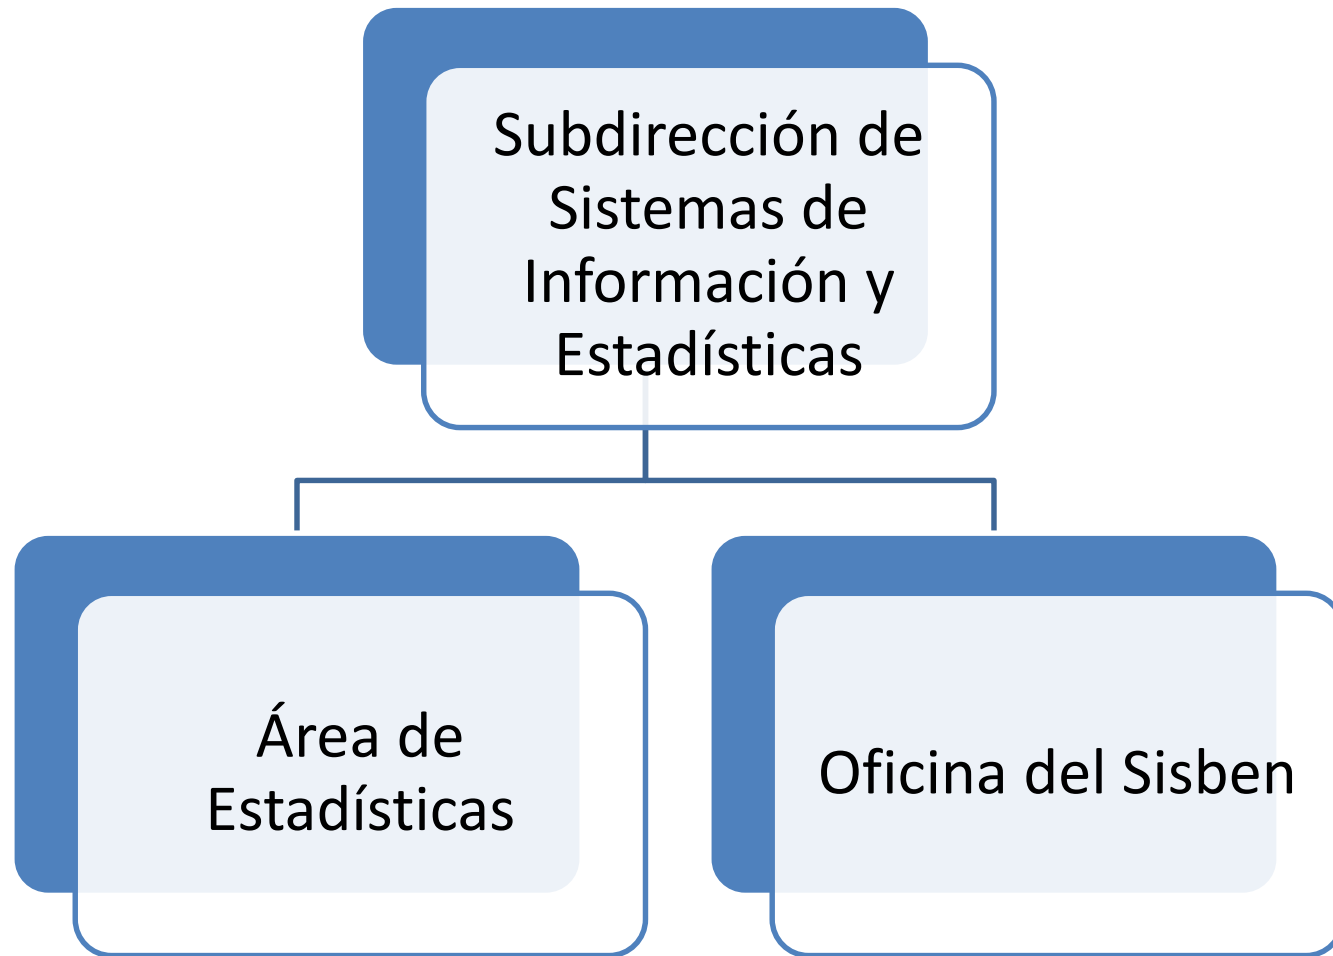 Subdirección de
Sistemas de
Información y
Estadísticas
Área de
Estadísticas
Oficina del Sisben